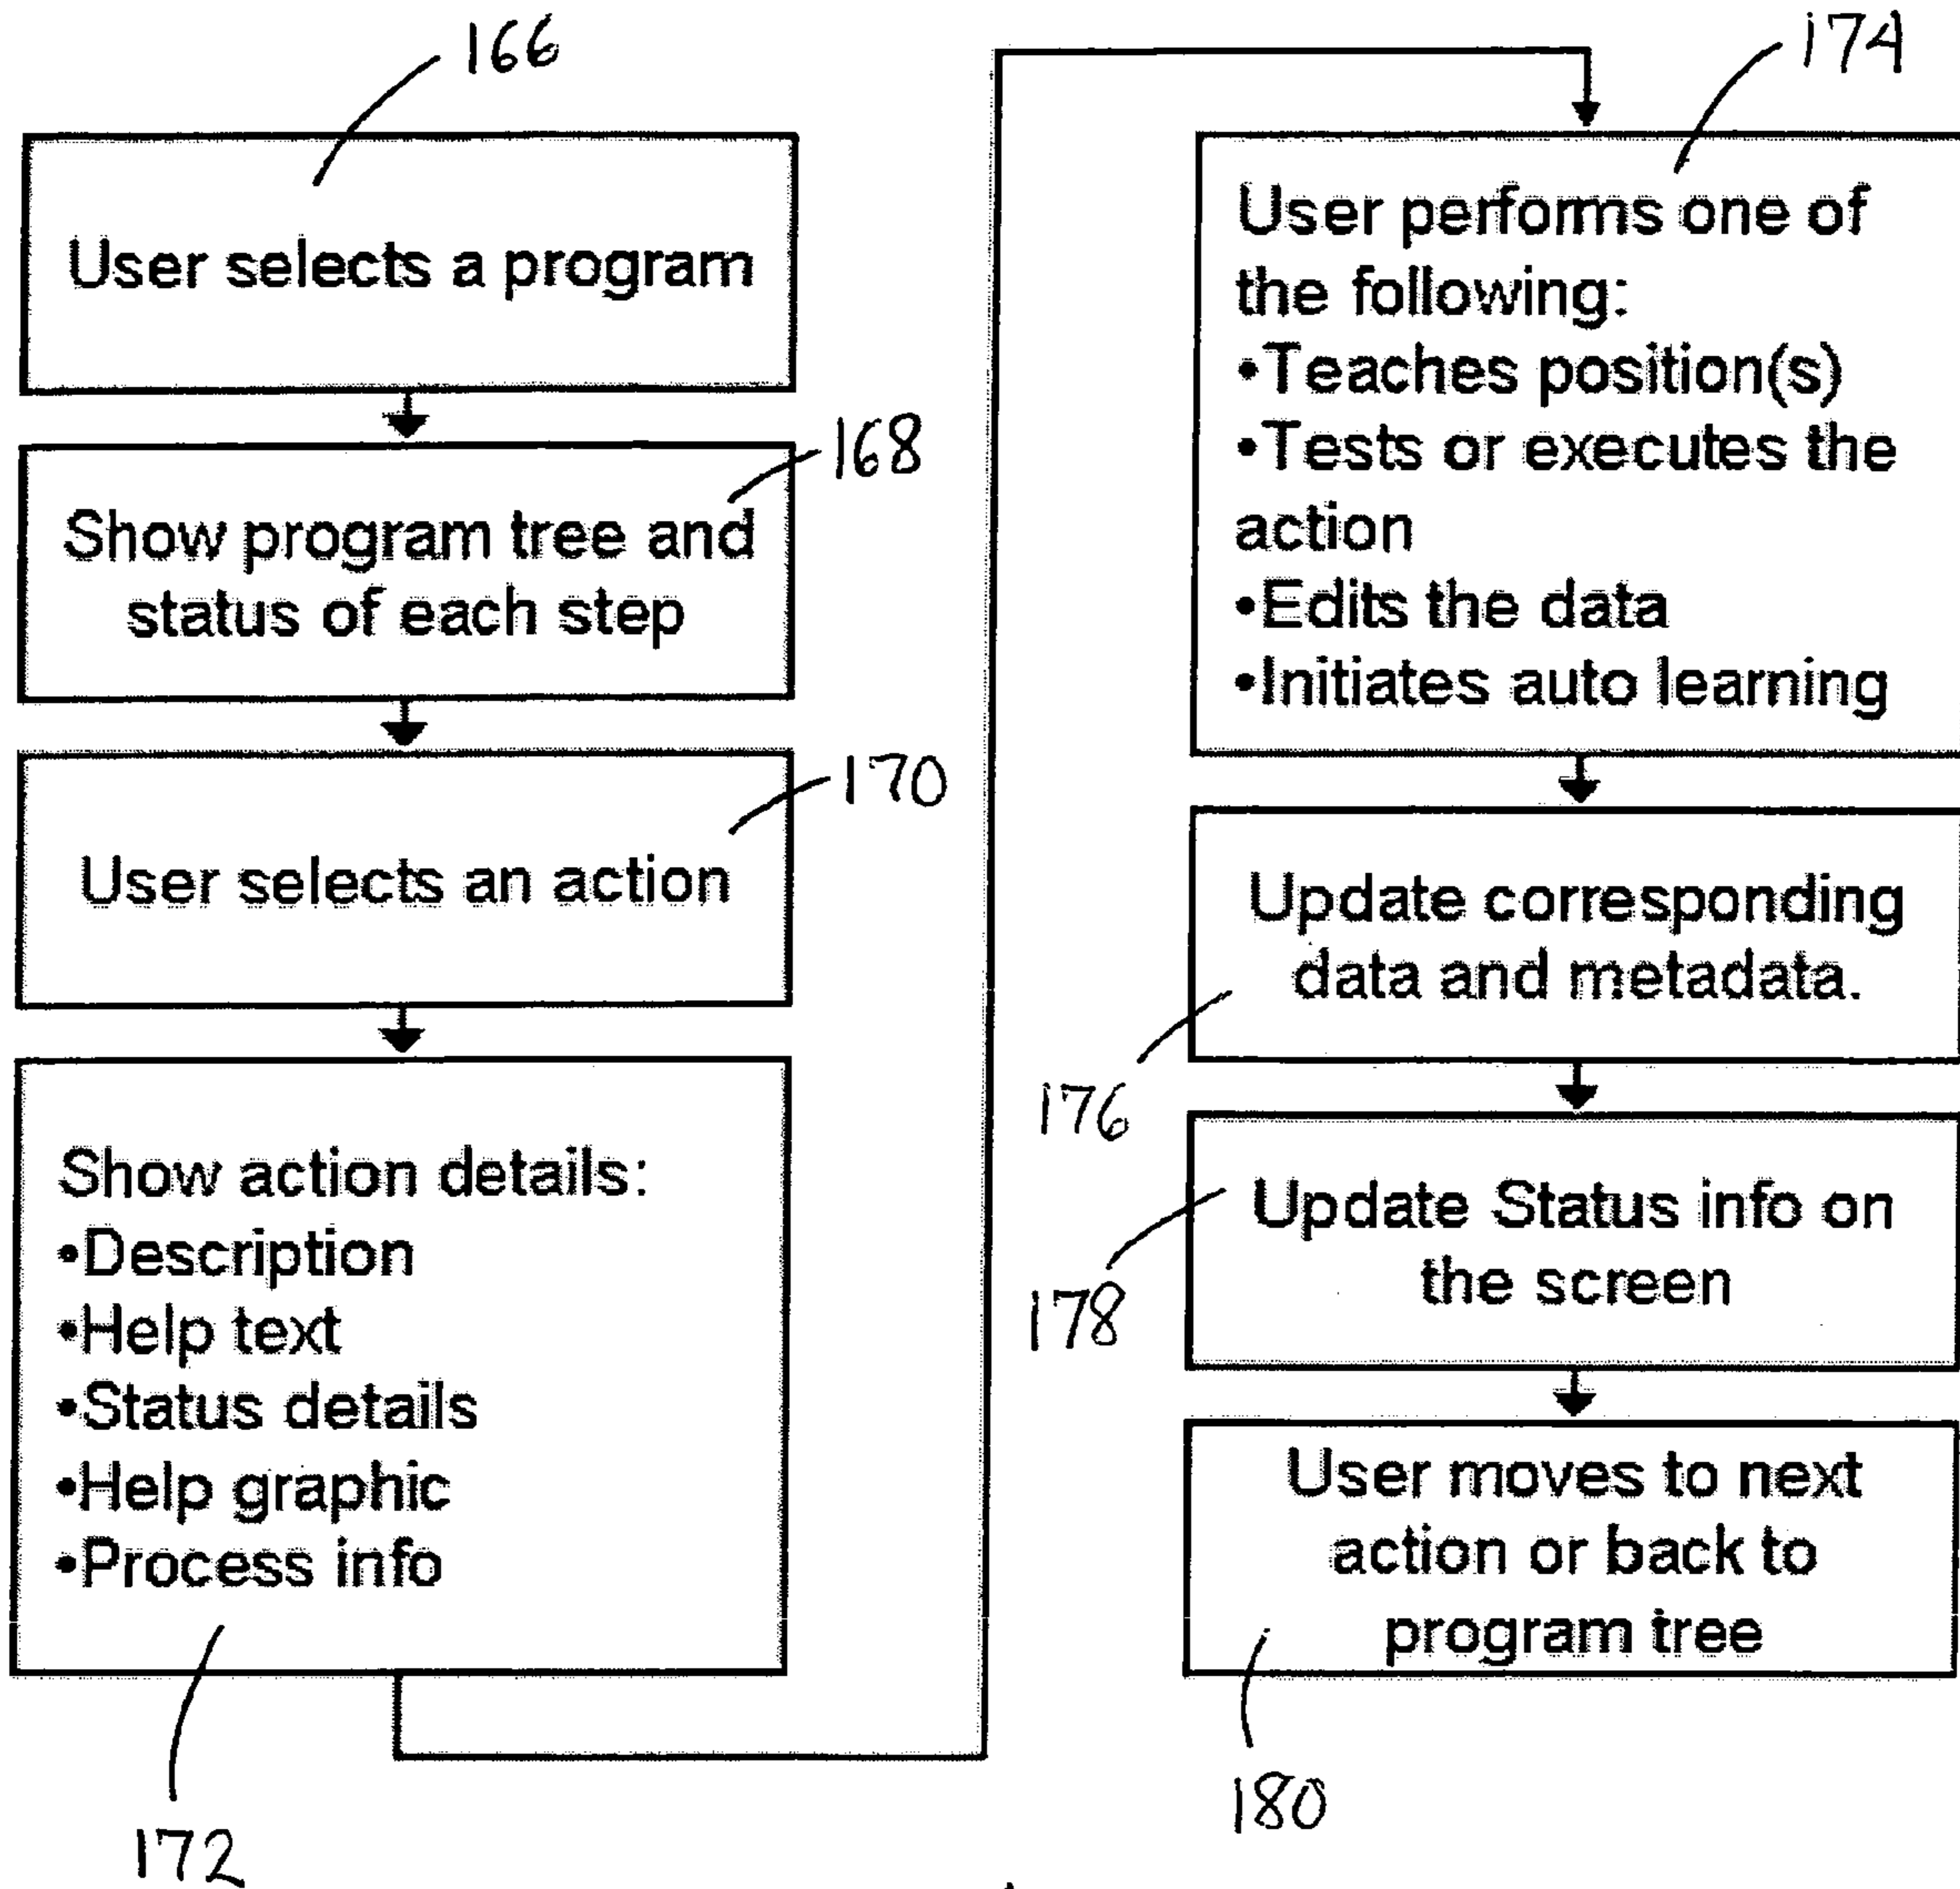 166
User selects a program
168
Show program tree and
status of each step
170
User selects an action
Show action details:
•Description
•Help text
•Status details
•Help graphic
•Process info
172
174
User performs one of
the following:
•Teaches position(s)
•Tests or executes the
action
•Edits the data
•Initiates auto learning
Update corresponding
data and metadata.
176
Update Status info on
the screen
178
User moves to next
action or back to
program tree
180